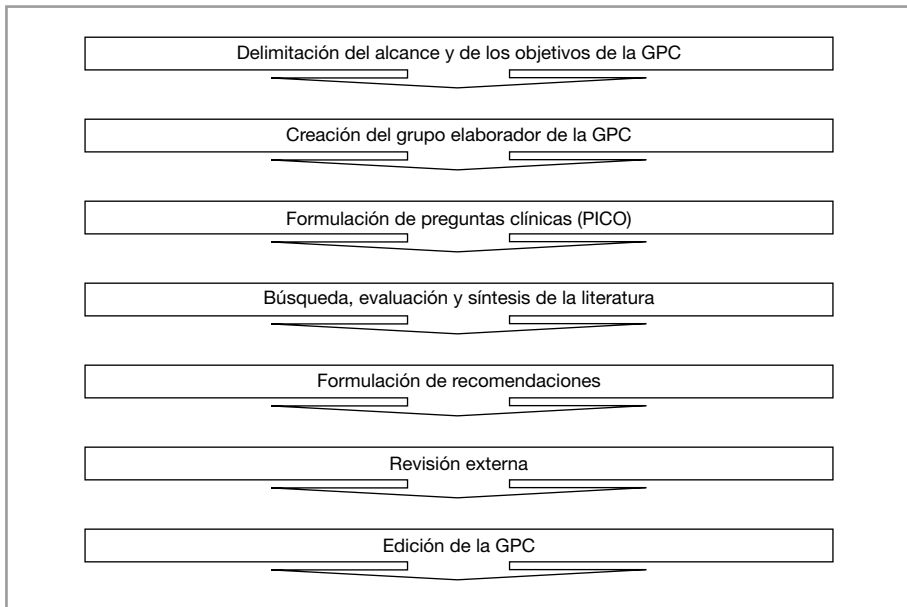 Delimitación del alcance y de los objetivos de la GPC
Creación del grupo elaborador de la GPC
Formulación de preguntas clínicas (PICO)
Búsqueda, evaluación y síntesis de la literatura
Formulación de recomendaciones
Revisión externa
Edición de la GPC